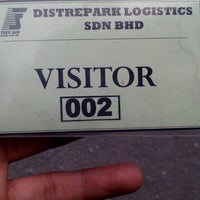 DISTREPARK LOGISTICS
SDN BHD
VISITOR
002